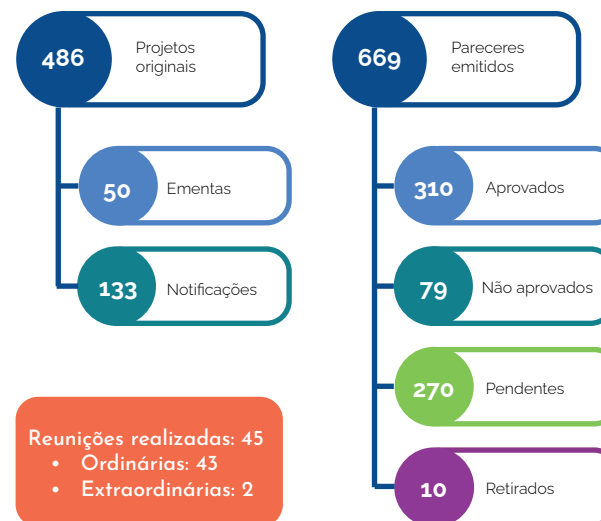 486
Projetos
originais
50
Ementas
133
Notificações
Reuniões realizadas: 45
• Ordinárias: 43
• Extraordinárias: 2
669
Pareceres
emitidos
310
Aprovados
79
Não aprovados
270
Pendentes
10
Retirados